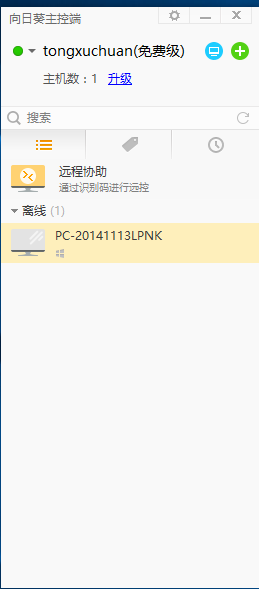 向日葵主控端
tongxuchuan(免费级)
主机数：1 升级
搜索
远程协助
通过识别码进行远控
离线 (1)
PC-20141113LPNK